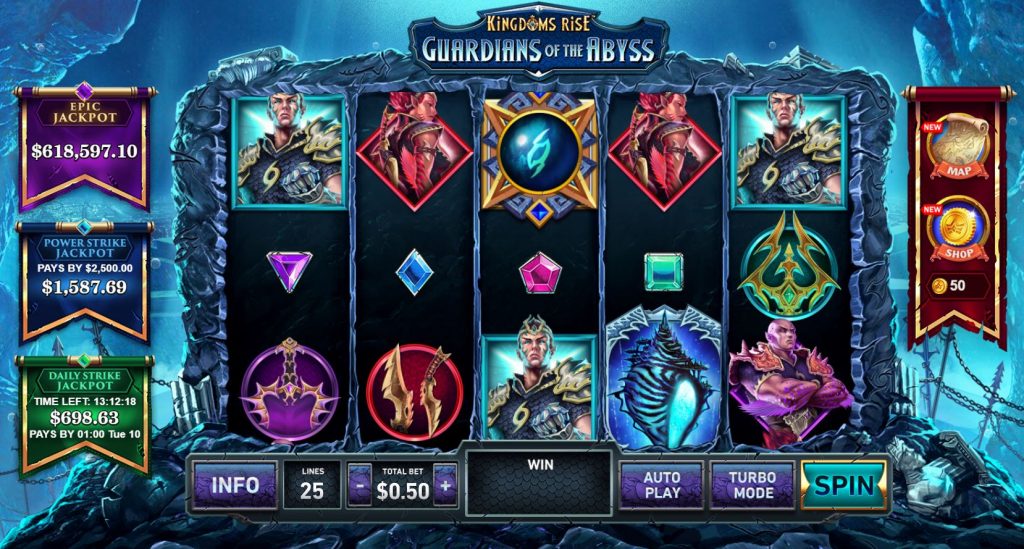 KINGDOMS RISE™
GUARDIANS OF THE ABYSS
EPIC
JACKPOT
$618,597.10
POWER STRIKE
JACKPOT
PAYS BY $2,500.00
$1,587.69
DAILY STRIKE
JACKPOT
TIME LEFT: 13:12:18
$698.63
PAYS BY 01:00 Tue 10
NEW
MAP
NEW
SHOP
50
INFO
LINES
25
TOTAL BET
- $0.50 +
WIN
AUTO
PLAY
TURBO
MODE
SPIN